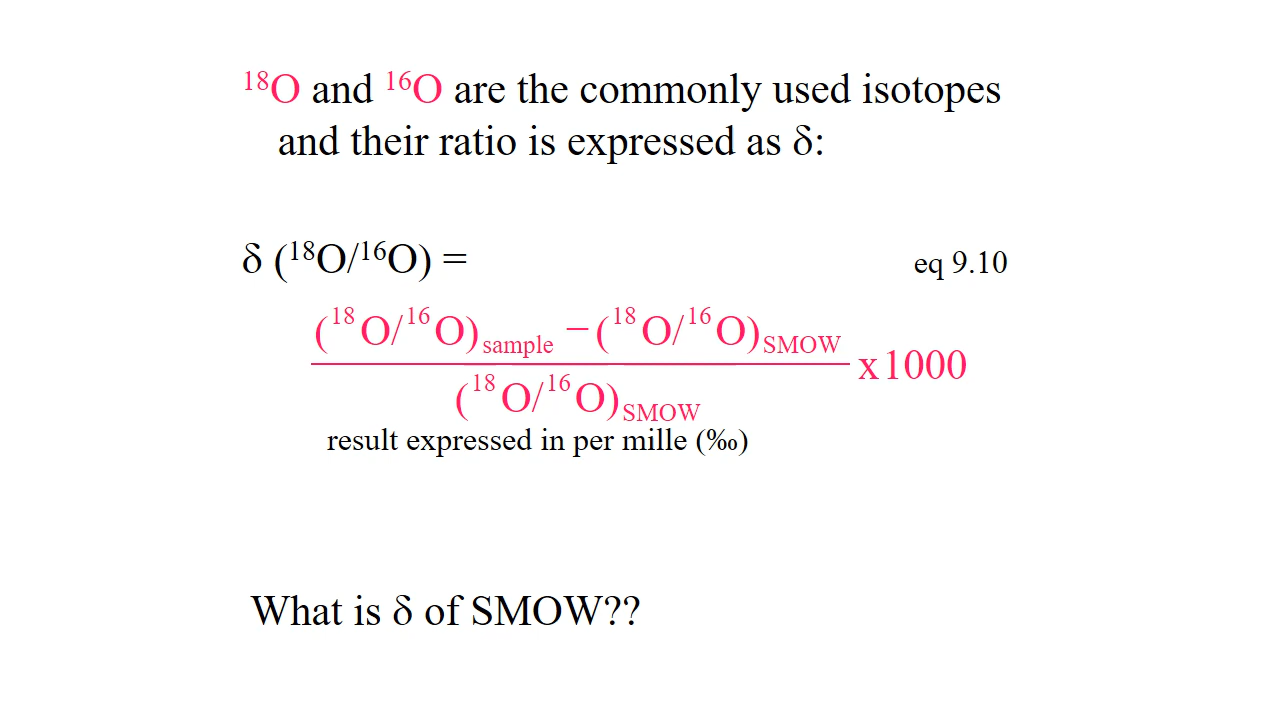 ¹⁸O and ¹⁶O are the commonly used isotopes
and their ratio is expressed as δ:
δ (¹⁸O/¹⁶O) = eq 9.10
(¹⁸O/¹⁶O)sample − (¹⁸O/¹⁶O)SMOW x1000
(¹⁸O/¹⁶O)SMOW
result expressed in per mille (‰)
What is δ of SMOW??